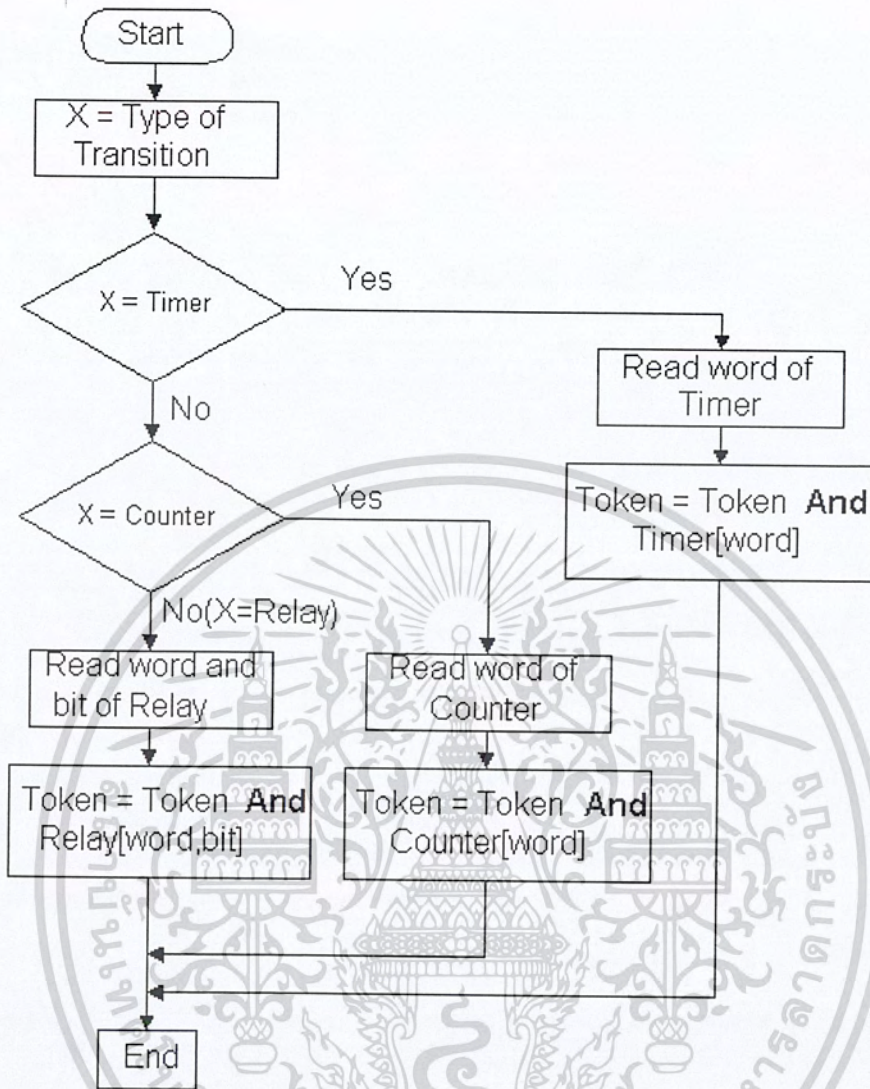 Start
X = Type of
Transition
X = Timer
Yes
No
Read word of
Timer
Token = Token And
Timer[word]
X = Counter
Yes
No(X=Relay)
Read word and
bit of Relay
Read word of
Counter
Token = Token And
Relay[word,bit]
Token = Token And
Counter[word]
End